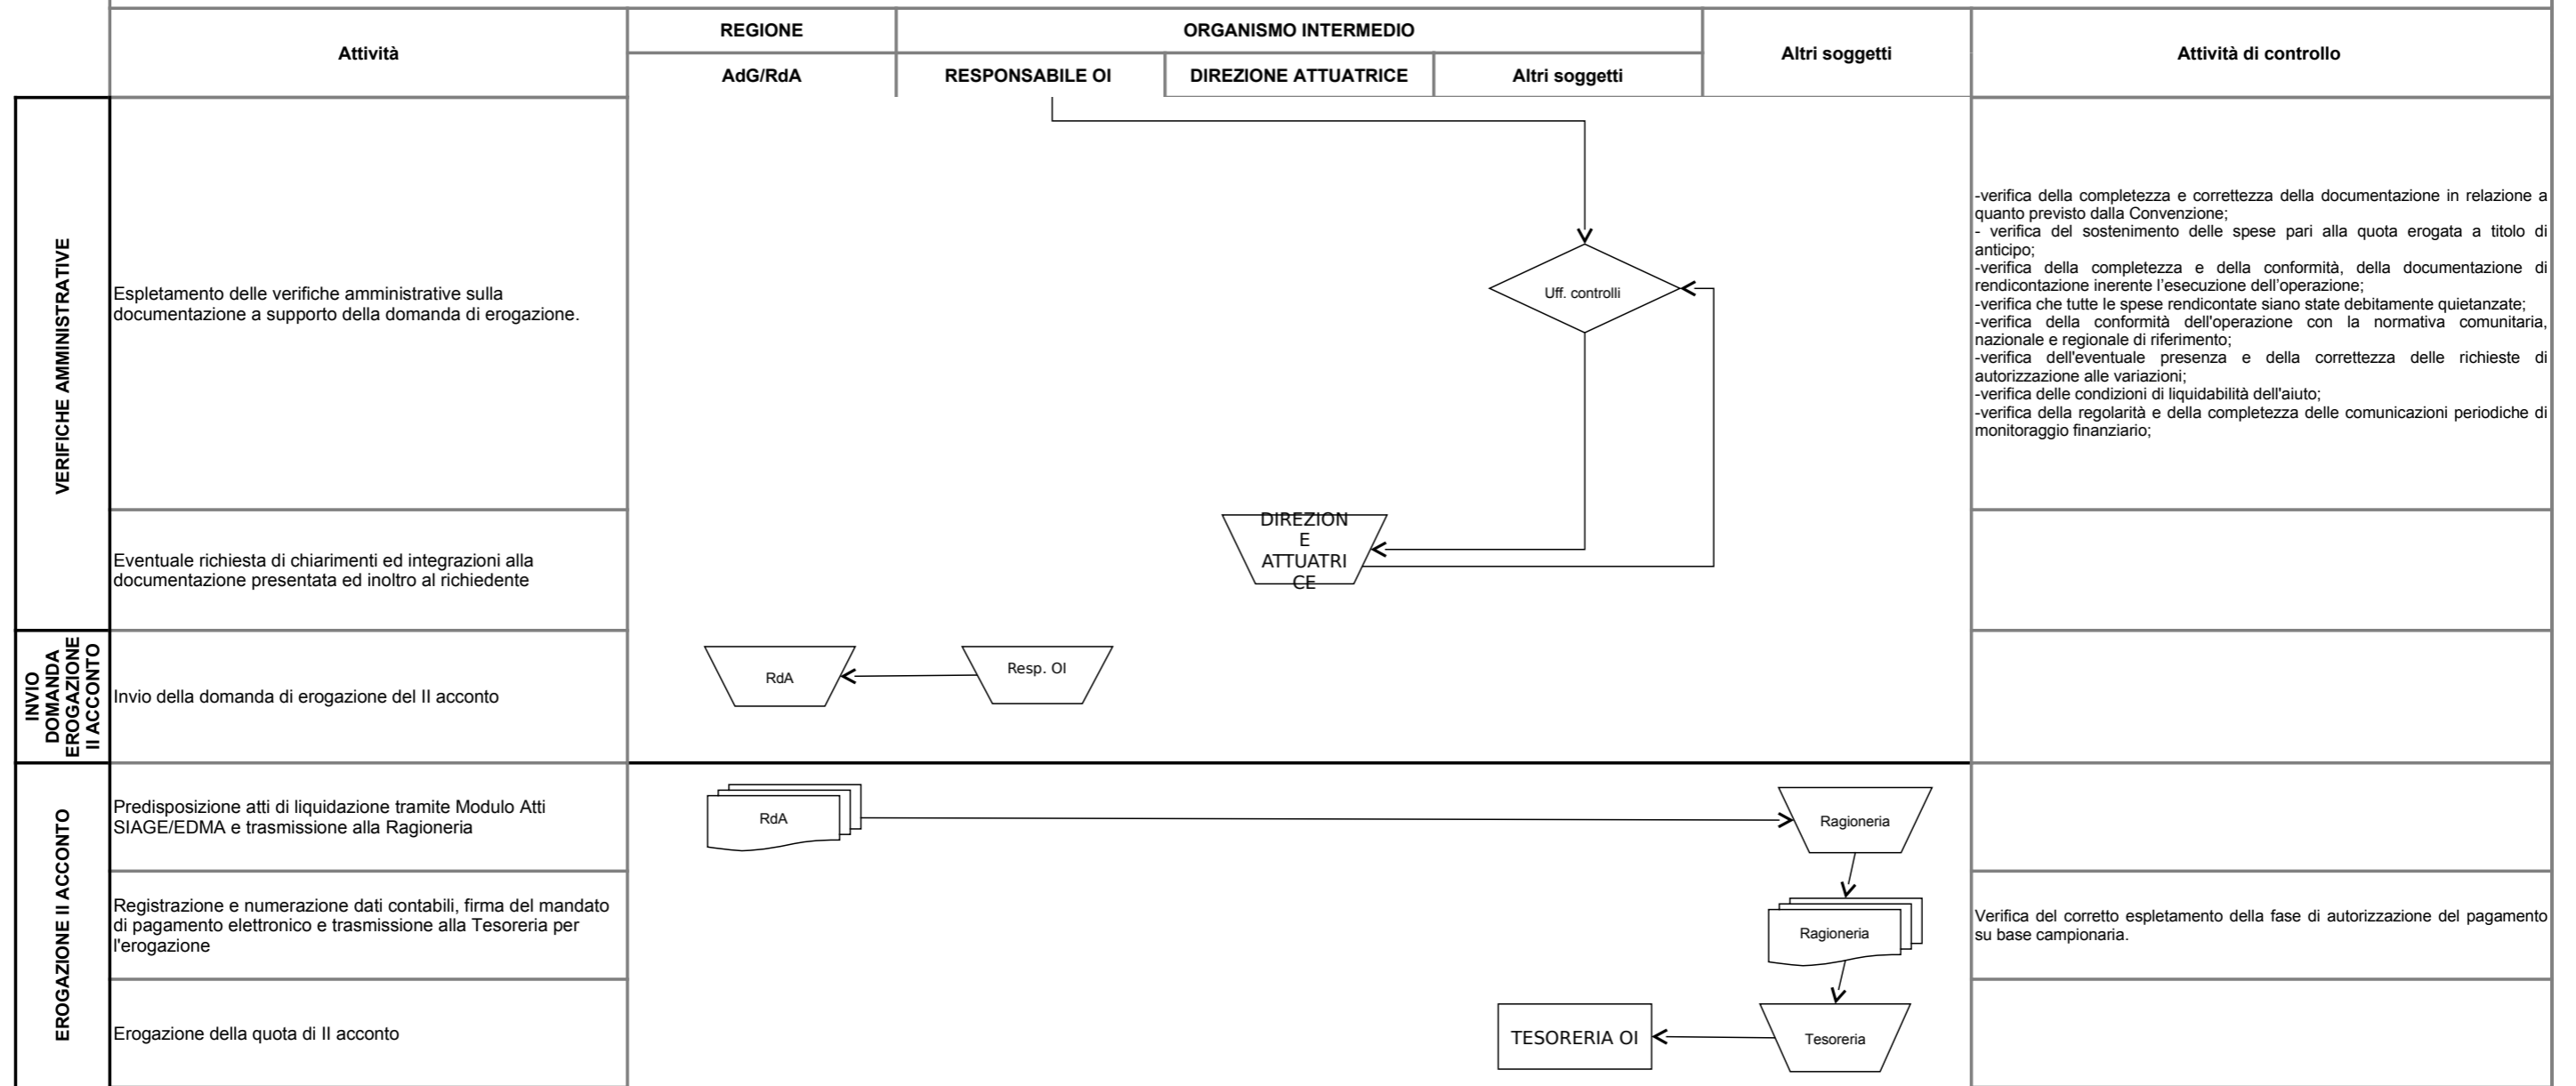 Attività
REGIONE
ORGANISMO INTERMEDIO
Altri soggetti
Attività di controllo
AdG/RdA
RESPONSABILE OI
DIREZIONE ATTUATRICE
Altri soggetti
VERIFICHE AMMINISTRATIVE
Espletamento delle verifiche amministrative sulla
documentazione a supporto della domanda di erogazione.
Uff. controlli
-verifica della completezza e correttezza della documentazione in relazione a
quanto previsto dalla Convenzione;
- verifica del sostenimento delle spese pari alla quota erogata a titolo di
anticipo;
-verifica della completezza e della conformità, della documentazione di
rendicontazione inerente l'esecuzione dell'operazione;
-verifica che tutte le spese rendicontate siano state debitamente quietanzate;
-verifica della conformità dell'operazione con la normativa comunitaria,
nazionale e regionale di riferimento;
-verifica dell'eventuale presenza e della correttezza delle richieste di
autorizzazione alle variazioni;
-verifica delle condizioni di liquidabilità dell'aiuto;
-verifica della regolarità e della completezza delle comunicazioni periodiche di
monitoraggio finanziario;
Eventuale richiesta di chiarimenti ed integrazioni alla
documentazione presentata ed inoltro al richiedente
DIREZION
E
ATTUATRI
CE
INVIO
DOMANDA
EROGAZIONE
II ACCONTO
Invio della domanda di erogazione del II acconto
RdA
Resp. OI
EROGAZIONE II ACCONTO
Predisposizione atti di liquidazione tramite Modulo Atti
SIAGE/EDMA e trasmissione alla Ragioneria
RdA
Ragioneria
Registrazione e numerazione dati contabili, firma del mandato
di pagamento elettronico e trasmissione alla Tesoreria per
l'erogazione
Ragioneria
Verifica del corretto espletamento della fase di autorizzazione del pagamento
su base campionaria.
Erogazione della quota di II acconto
TESORERIA OI
Tesoreria